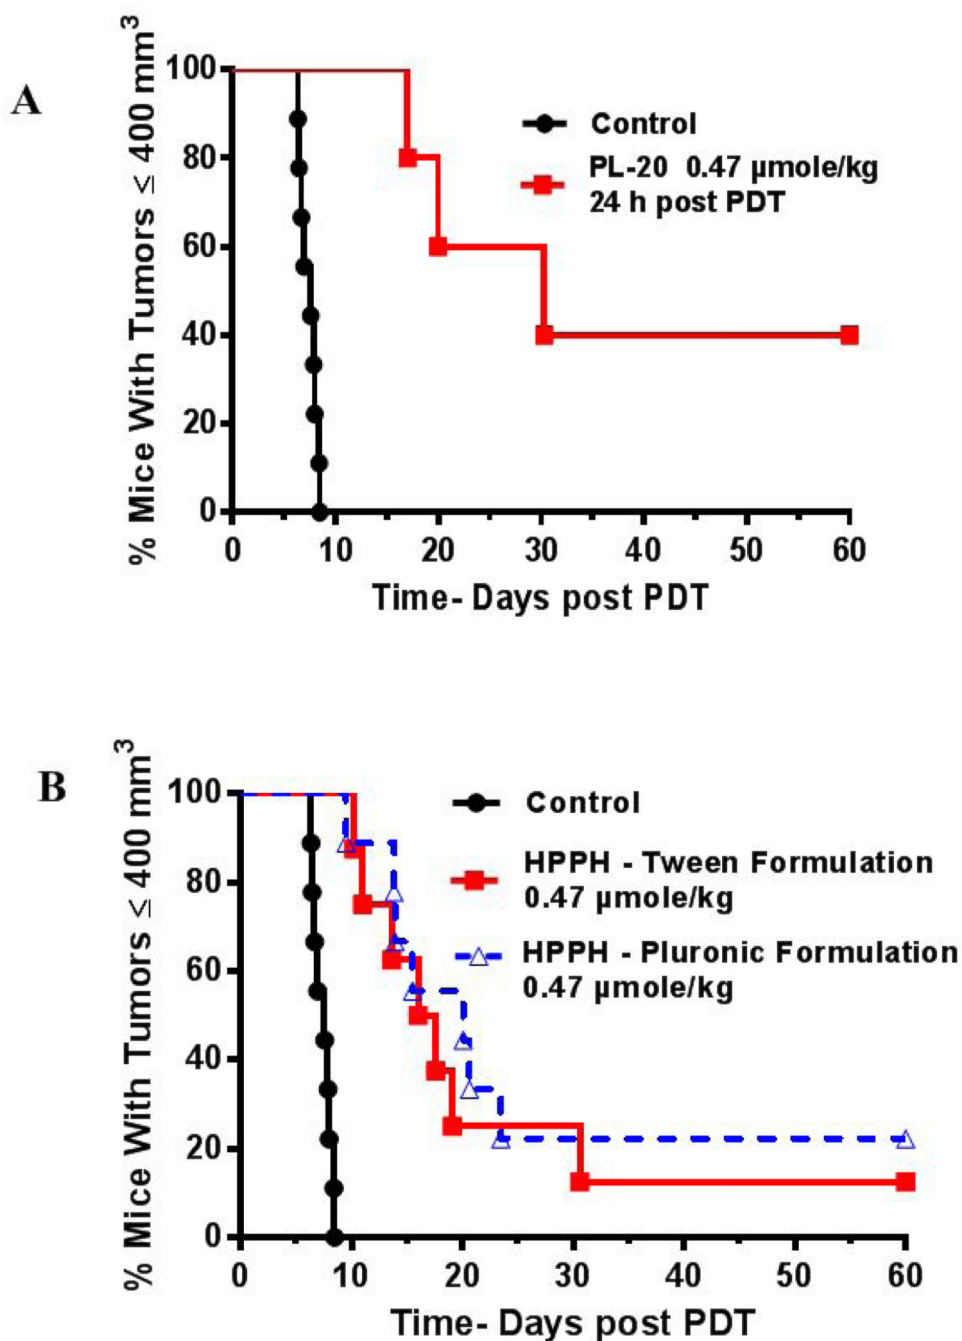 A
% Mice With Tumors ≤ 400 mm³
100
80
60
40
20
0
Control
PL-20 0.47 µmole/kg
24 h post PDT
0 10 20 30 40 50 60
Time- Days post PDT
B
% Mice With Tumors ≤ 400 mm³
100
80
60
40
20
0
Control
HPPH - Tween Formulation
0.47 µmole/kg
HPPH - Pluronic Formulation
0.47 µmole/kg
0 10 20 30 40 50 60
Time- Days post PDT